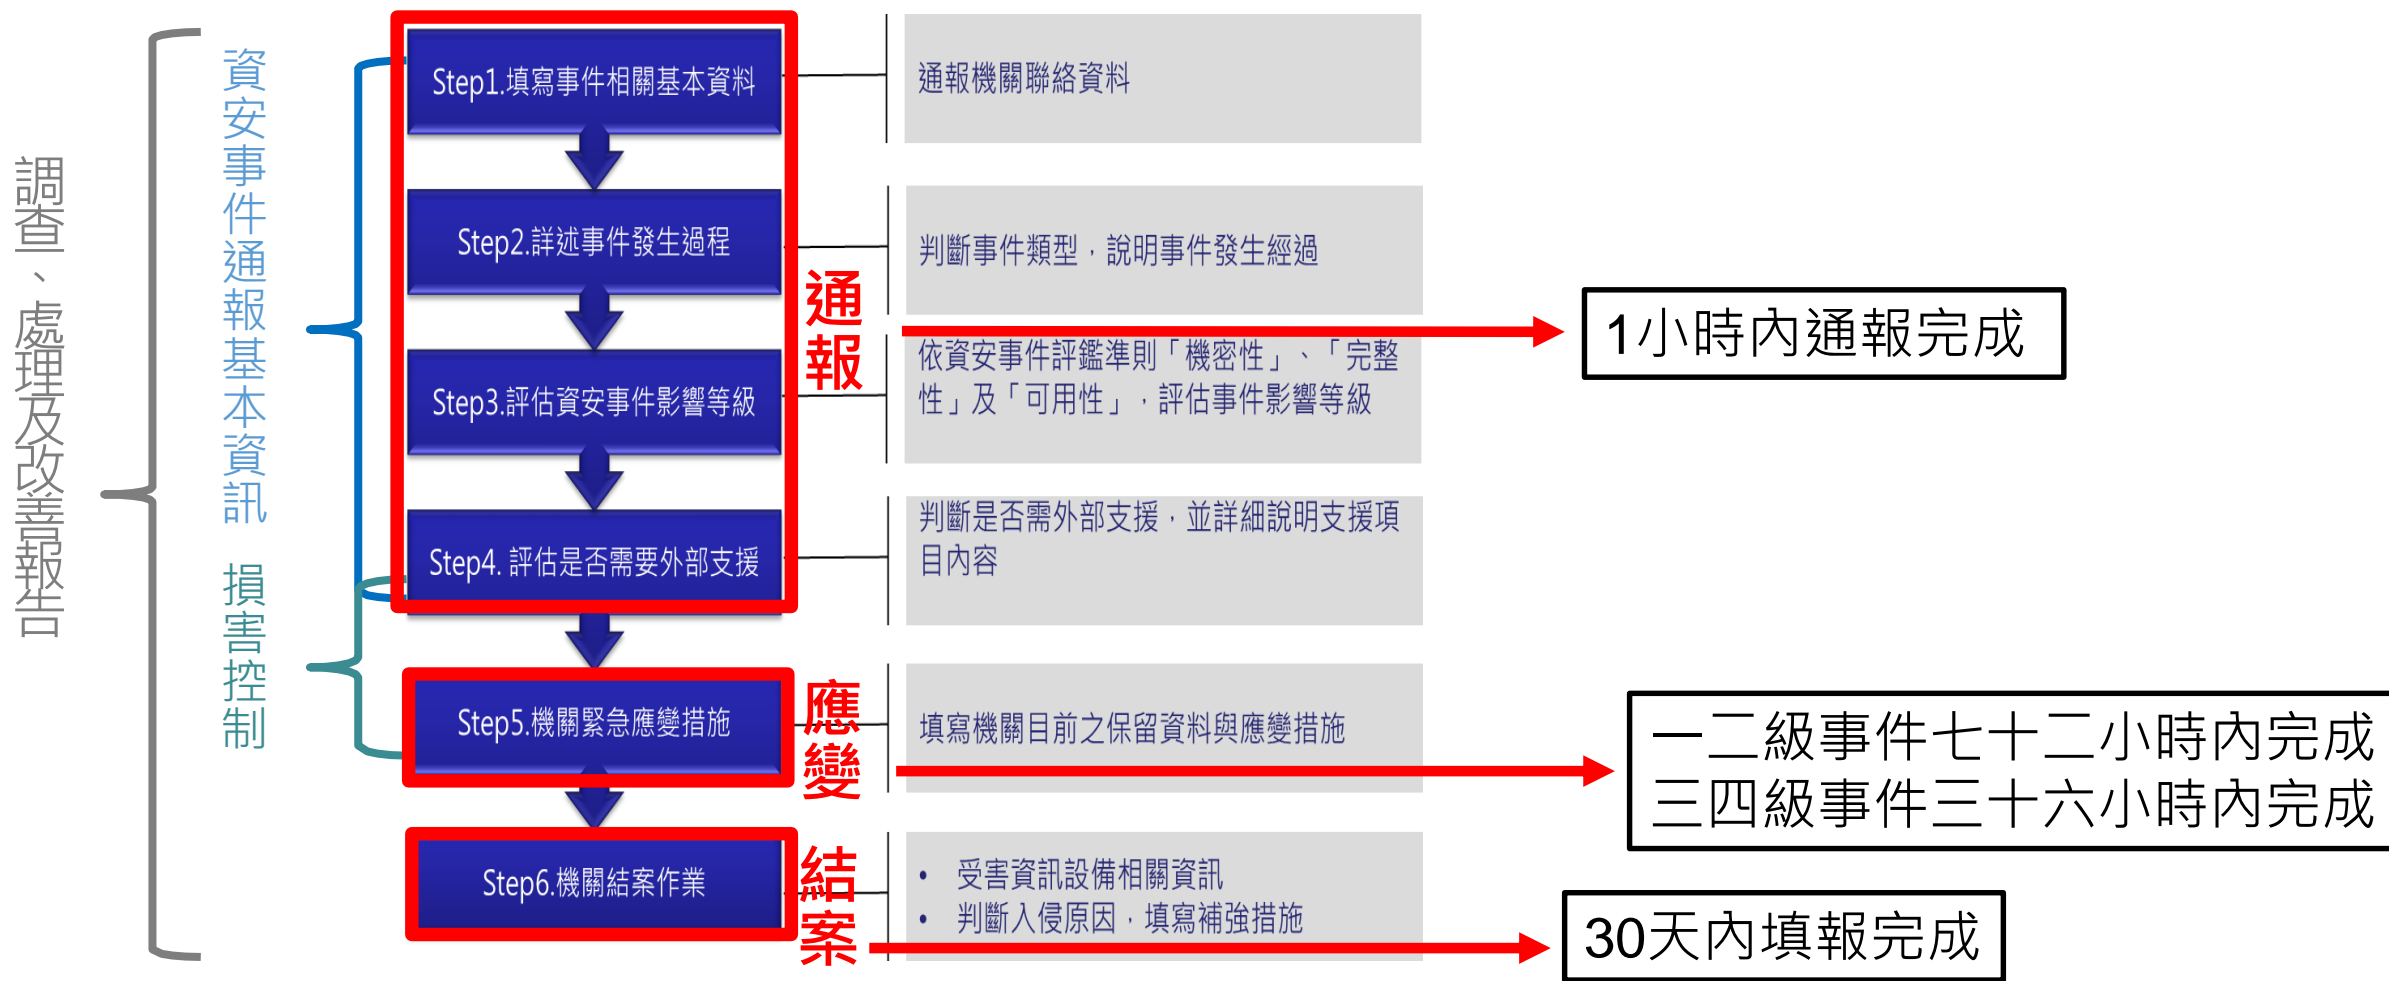 調查、處理及改善報告
資安事件通報基本資訊
損害控制
Step1.填寫事件相關基本資料
通報機關聯絡資料
Step2.詳述事件發生過程
判斷事件類型，說明事件發生經過
通報
1小時內通報完成
Step3.評估資安事件影響等級
依資安事件評鑑準則「機密性」、「完整
性」及「可用性」，評估事件影響等級
Step4. 評估是否需要外部支援
判斷是否需外部支援，並詳細說明支援項
目內容
Step5.機關緊急應變措施
應變
填寫機關目前之保留資料與應變措施
一二級事件七十二小時內完成
三四級事件三十六小時內完成
Step6.機關結案作業
結案
• 受害資訊設備相關資訊
• 判斷入侵原因，填寫補強措施
30天內填報完成